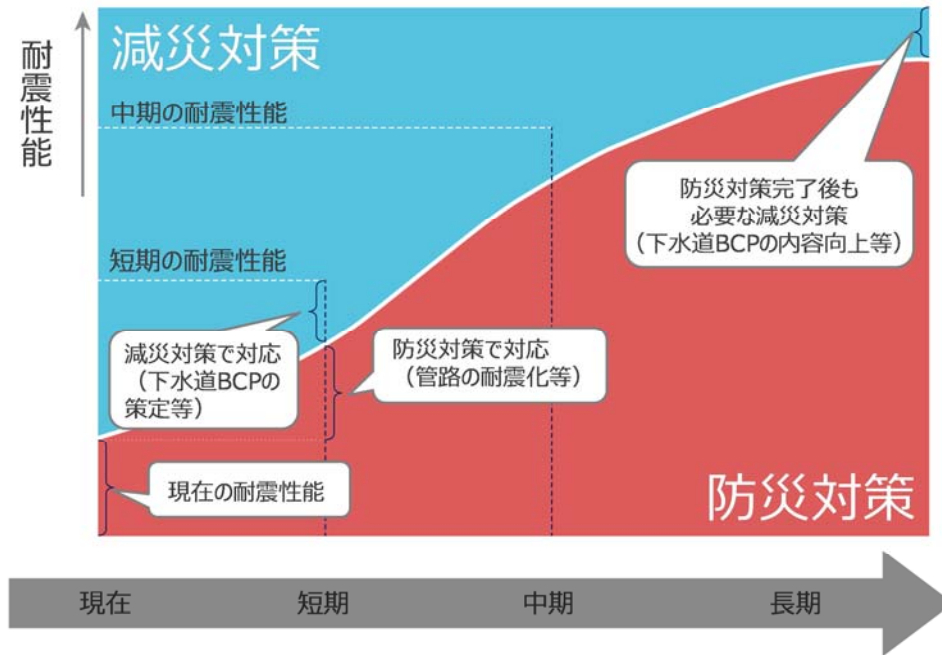 耐震性能
減災対策
中期の耐震性能
短期の耐震性能
防災対策完了後も
必要な減災対策
（下水道BCPの内容向上等）
減災対策で対応
（下水道BCPの
策定等）
防災対策で対応
（管路の耐震化等）
現在の耐震性能
防災対策
現在
短期
中期
長期